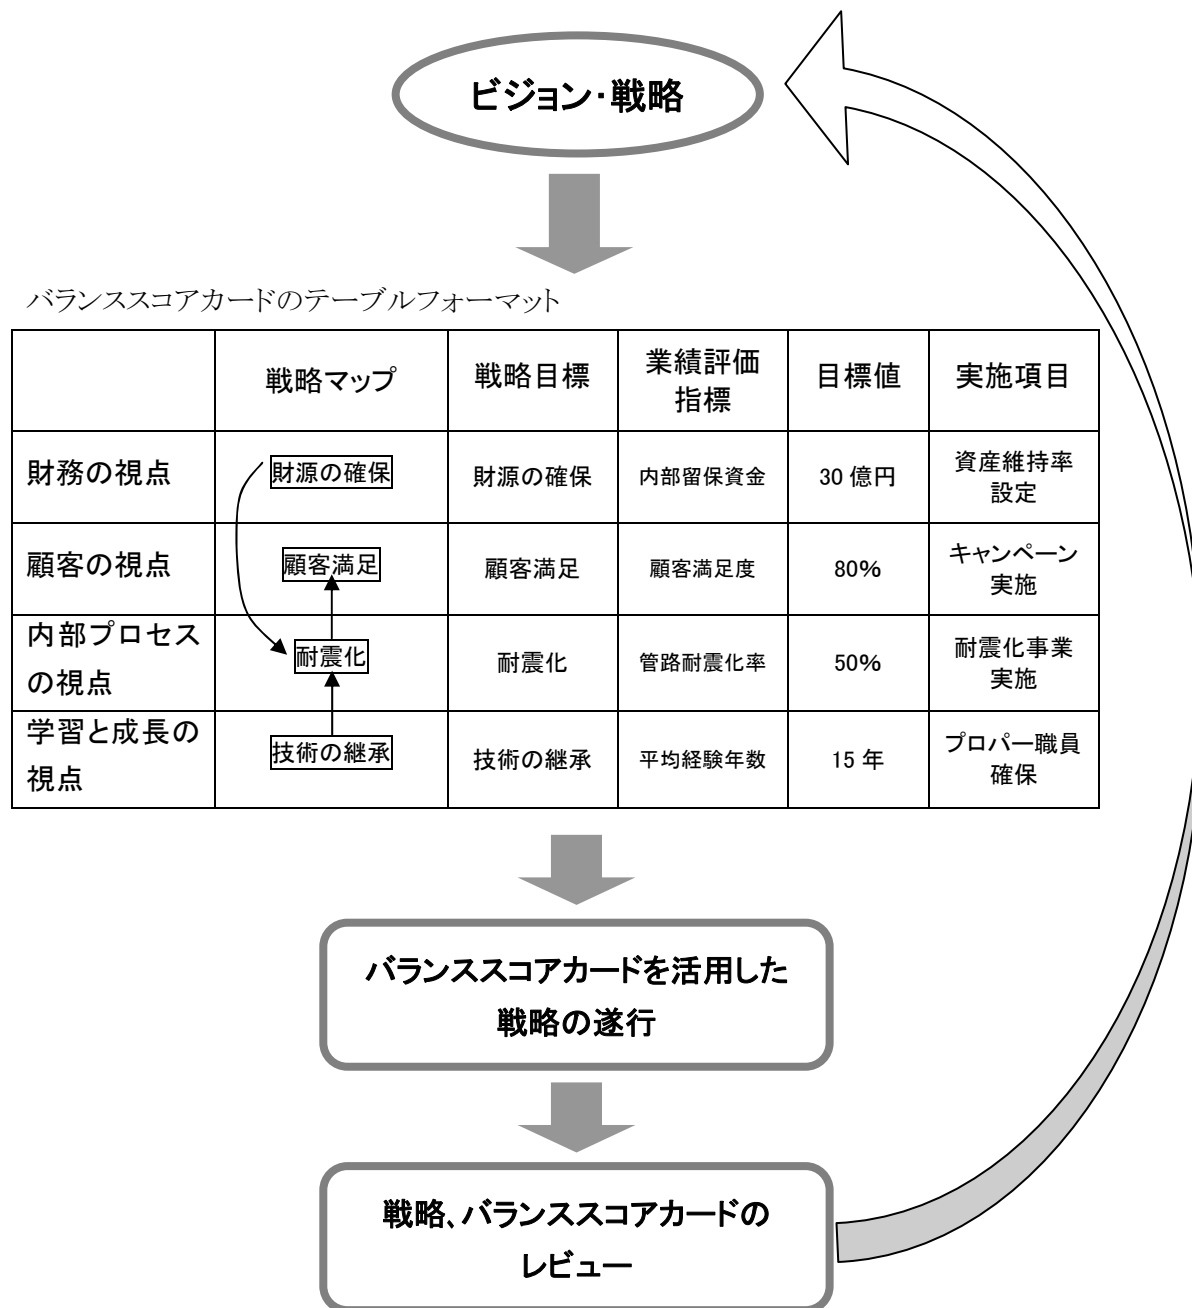 ビジョン・戦略
バランススコアカードのテーブルフォーマット
戦略マップ
戦略目標
業績評価
指標
目標値
実施項目
財務の視点
財源の確保
財源の確保
内部留保資金
30 億円
資産維持率
設定
顧客の視点
顧客満足
顧客満足
顧客満足度
80%
キャンペーン
実施
内部プロセス
の視点
耐震化
耐震化
管路耐震化率
50%
耐震化事業
実施
学習と成長の
視点
技術の継承
技術の継承
平均経験年数
15 年
プロパー職員
確保
バランススコアカードを活用した
戦略の遂行
戦略、バランススコアカードの
レビュー